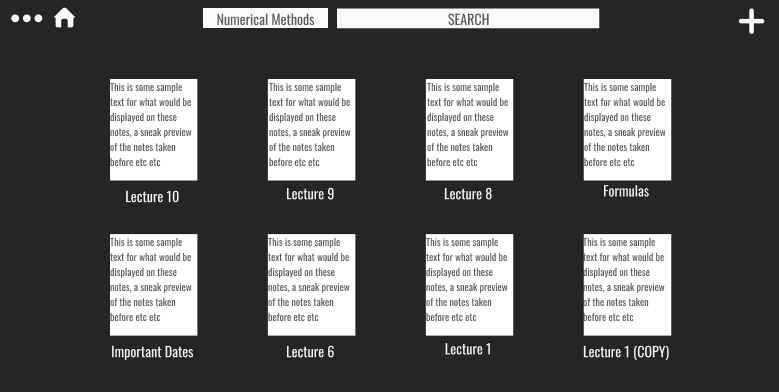 Numerical Methods
SEARCH
This is some sample
text for what would be
displayed on these
notes, a sneak preview
of the notes taken
before etc etc
Lecture 10
This is some sample
text for what would be
displayed on these
notes, a sneak preview
of the notes taken
before etc etc
Lecture 9
This is some sample
text for what would be
displayed on these
notes, a sneak preview
of the notes taken
before etc etc
Lecture 8
This is some sample
text for what would be
displayed on these
notes, a sneak preview
of the notes taken
before etc etc
Formulas
This is some sample
text for what would be
displayed on these
notes, a sneak preview
of the notes taken
before etc etc
Important Dates
This is some sample
text for what would be
displayed on these
notes, a sneak preview
of the notes taken
before etc etc
Lecture 6
This is some sample
text for what would be
displayed on these
notes, a sneak preview
of the notes taken
before etc etc
Lecture 1
This is some sample
text for what would be
displayed on these
notes, a sneak preview
of the notes taken
before etc etc
Lecture 1 (COPY)